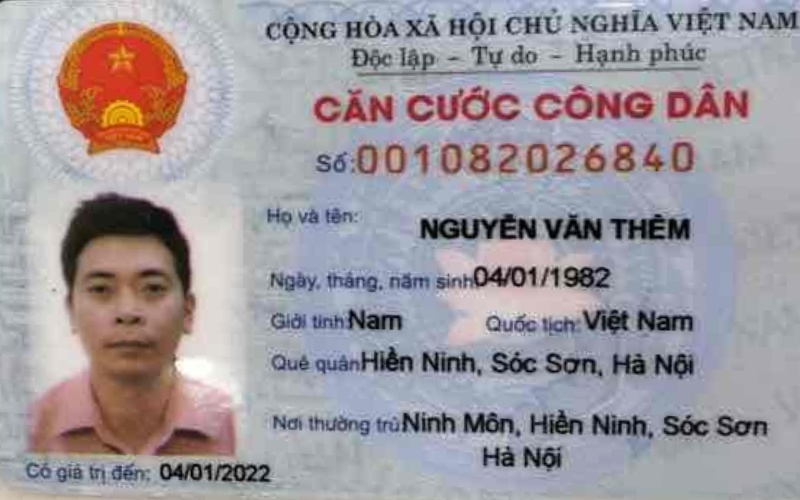 CỘNG HÒA XÃ HỘI CHỦ NGHĨA VIỆT NAM
Độc lập – Tự do – Hạnh phúc
CĂN CƯỚC CÔNG DÂN
Số: 001082026840
Họ và tên: NGUYỄN VĂN THÊM
Ngày, tháng, năm sinh 04/01/1982
Giới tính: Nam Quốc tịch: Việt Nam
Quê quán Hiền Ninh, Sóc Sơn, Hà Nội
Nơi thường trú Ninh Môn, Hiền Ninh, Sóc Sơn
Hà Nội
Có giá trị đến: 04/01/2022